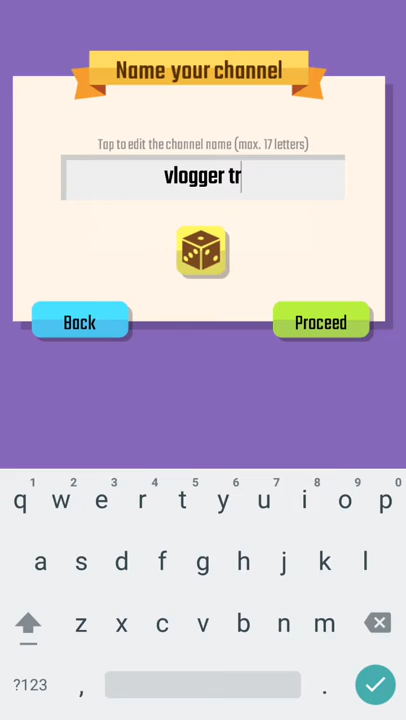 Name your channel
Tap to edit the channel name (max. 17 letters)
vlogger tr
Back
Proceed
1 2 3 4 5 6 7 8 9 0
q w e r t y u i o p
a s d f g h j k l
z x c v b n m
?123 , .